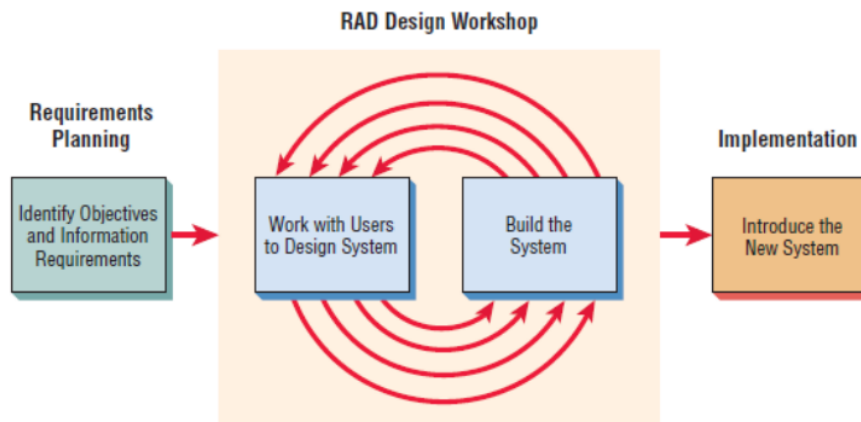 RAD Design Workshop
Requirements
Planning
Identify Objectives
and Information
Requirements
Work with Users
to Design System
Build the
System
Implementation
Introduce the
New System